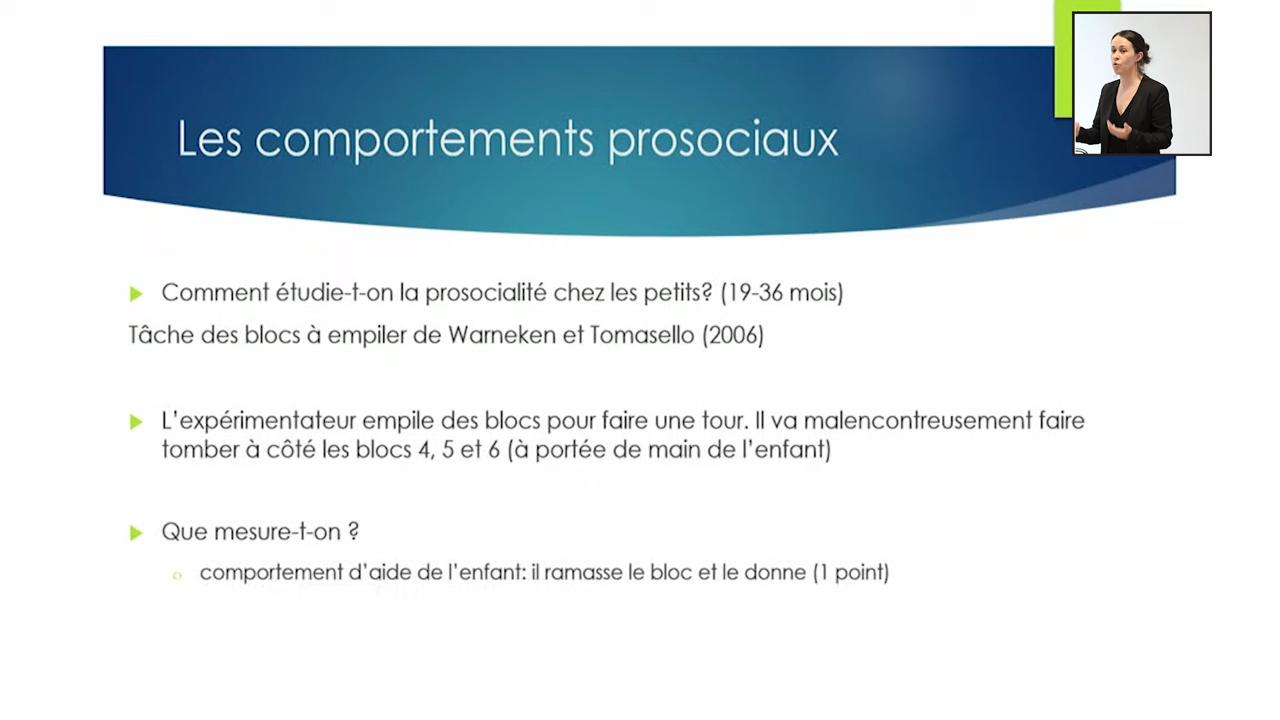 Les comportements prosociaux
Comment étudie-t-on la prosocialité chez les petits? (19-36 mois)
Tâche des blocs à empiler de Warneken et Tomasello (2006)
L'expérimentateur empile des blocs pour faire une tour. Il va malencontreusement faire
tomber à côté les blocs 4, 5 et 6 (à portée de main de l'enfant)
Que mesure-t-on ?
comportement d'aide de l'enfant: il ramasse le bloc et le donne (1 point)